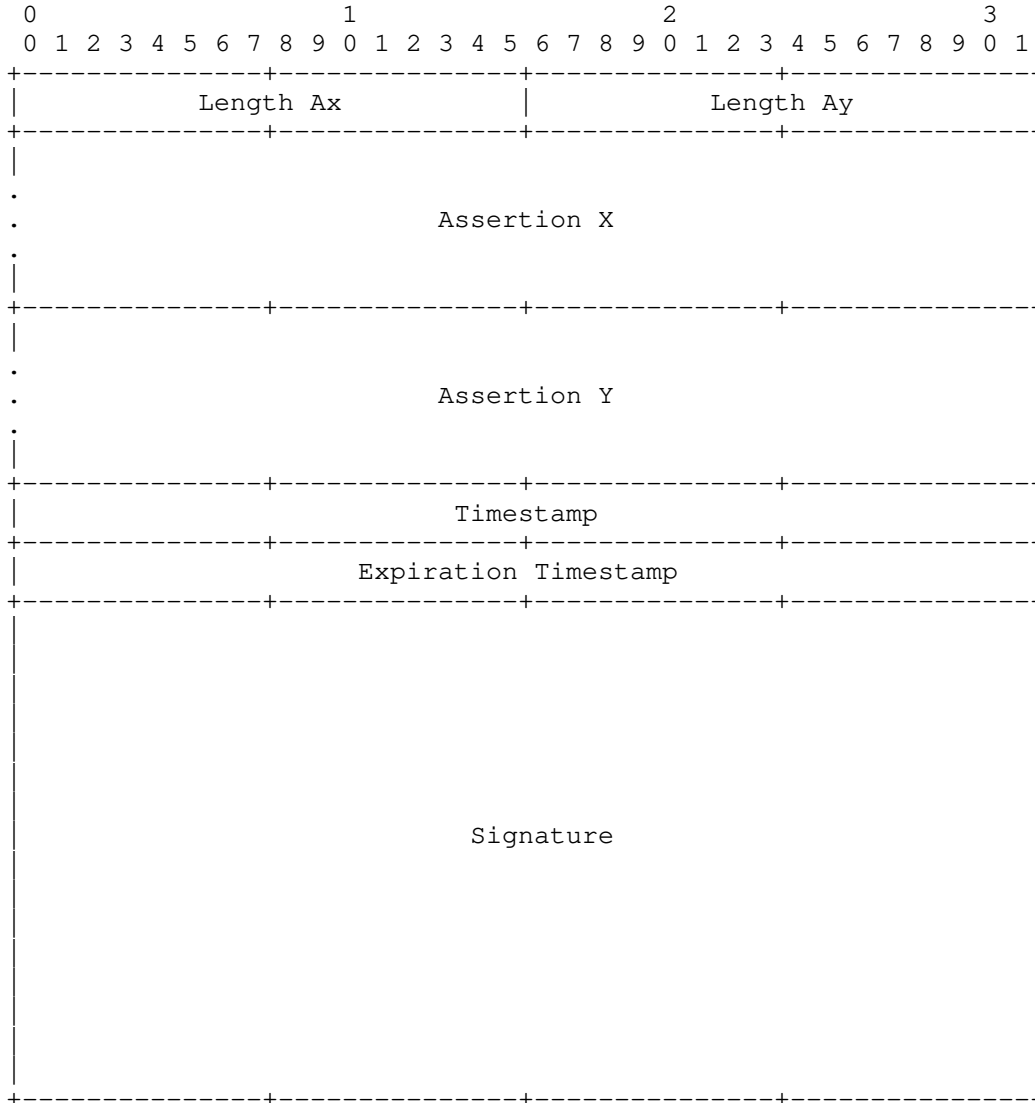 0 1 2 3
0 1 2 3 4 5 6 7 8 9 0 1 2 3 4 5 6 7 8 9 0 1 2 3 4 5 6 7 8 9 0 1
Length Ax | Length Ay
Assertion X
Assertion Y
Timestamp
Expiration Timestamp
Signature